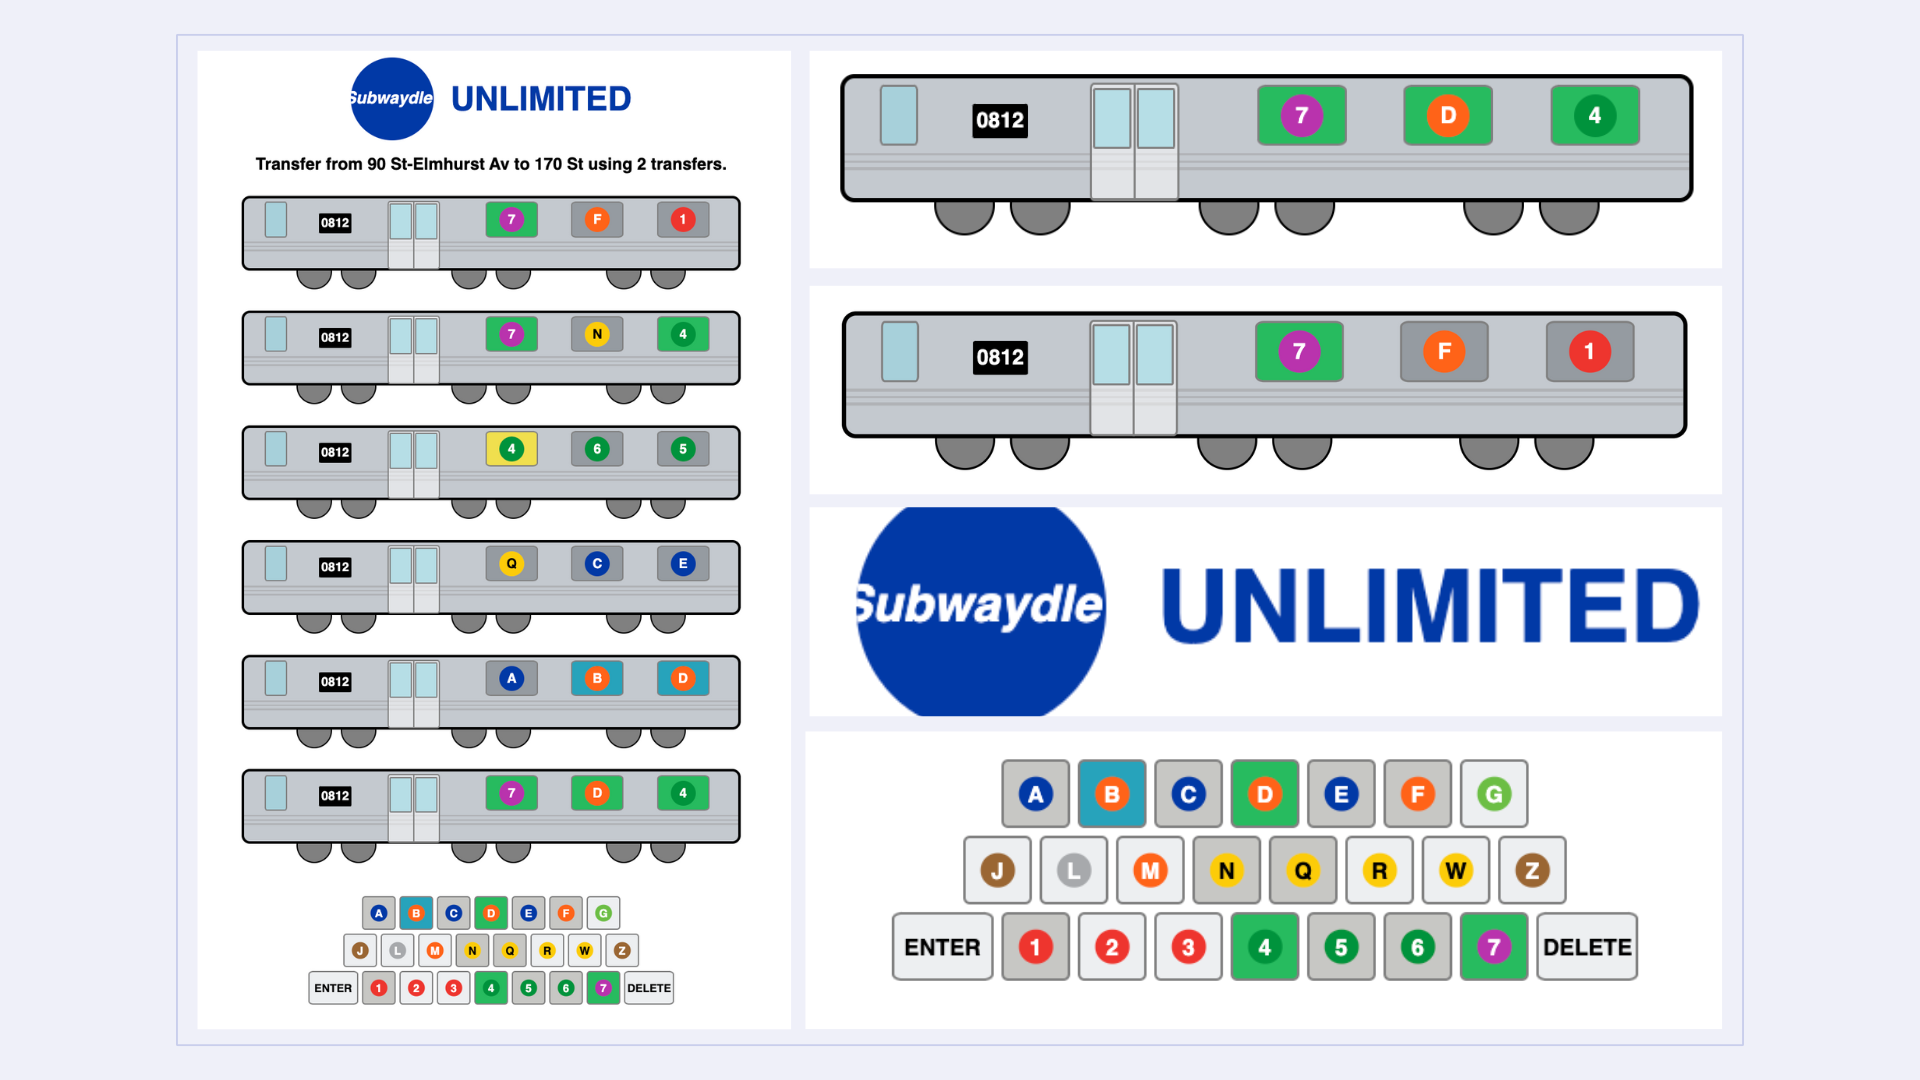 Subwaydle UNLIMITED
Transfer from 90 St-Elmhurst Av to 170 St using 2 transfers.
0812 7 F 1
0812 7 N 4
0812 4 6 5
0812 Q C E
0812 A B D
0812 7 D 4
A B C D E F G
J L M N Q R W Z
ENTER 1 2 3 4 5 6 7 DELETE
0812 7 D 4
0812 7 F 1
Subwaydle UNLIMITED
A B C D E F G
J L M N Q R W Z
ENTER 1 2 3 4 5 6 7 DELETE